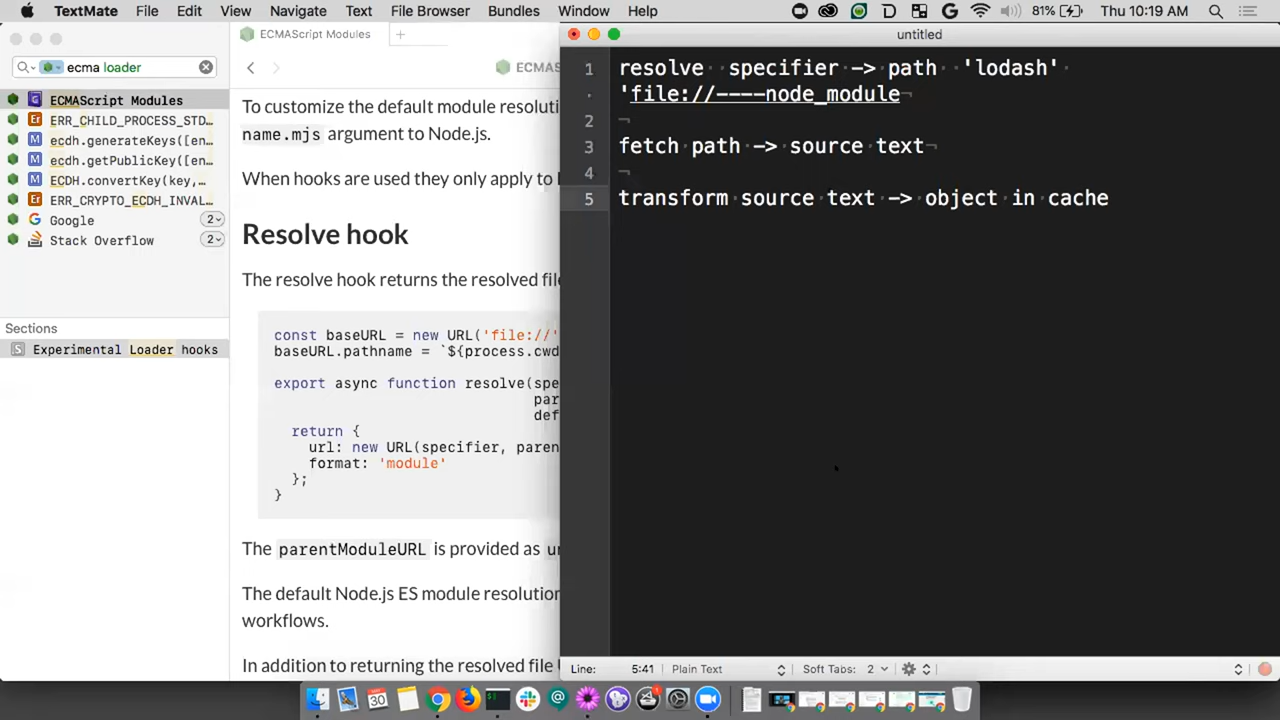 TextMate File Edit View Navigate Text File Browser Bundles Window Help 81% Thu 10:19 AM
ecma loader
ECMAScript Modules
ERR_CHILD_PROCESS_STD…
ecdh.generateKeys([en…
ecdh.getPublicKey([en…
ECDH.convertKey(key,…
ERR_CRYPTO_ECDH_INVAL…
Google 2
Stack Overflow 2
Sections
Experimental Loader hooks
ECMAScript Modules
ECMAS
To customize the default module resoluti
name.mjs argument to Node.js.
When hooks are used they only apply to
Resolve hook
The resolve hook returns the resolved file
const baseURL = new URL('file://'
baseURL.pathname = `${process.cwd
export async function resolve(spe
par
def
return {
url: new URL(specifier, paren
format: 'module'
};
}
The parentModuleURL is provided as
The default Node.js ES module resolution
workflows.
In addition to returning the resolved file
untitled
1 resolve specifier -> path 'lodash'
'file://----node_module¬
2 ¬
3 fetch path -> source text¬
4 ¬
5 transform source text -> object in cache
Line: 5:41 Plain Text Soft Tabs: 2
30